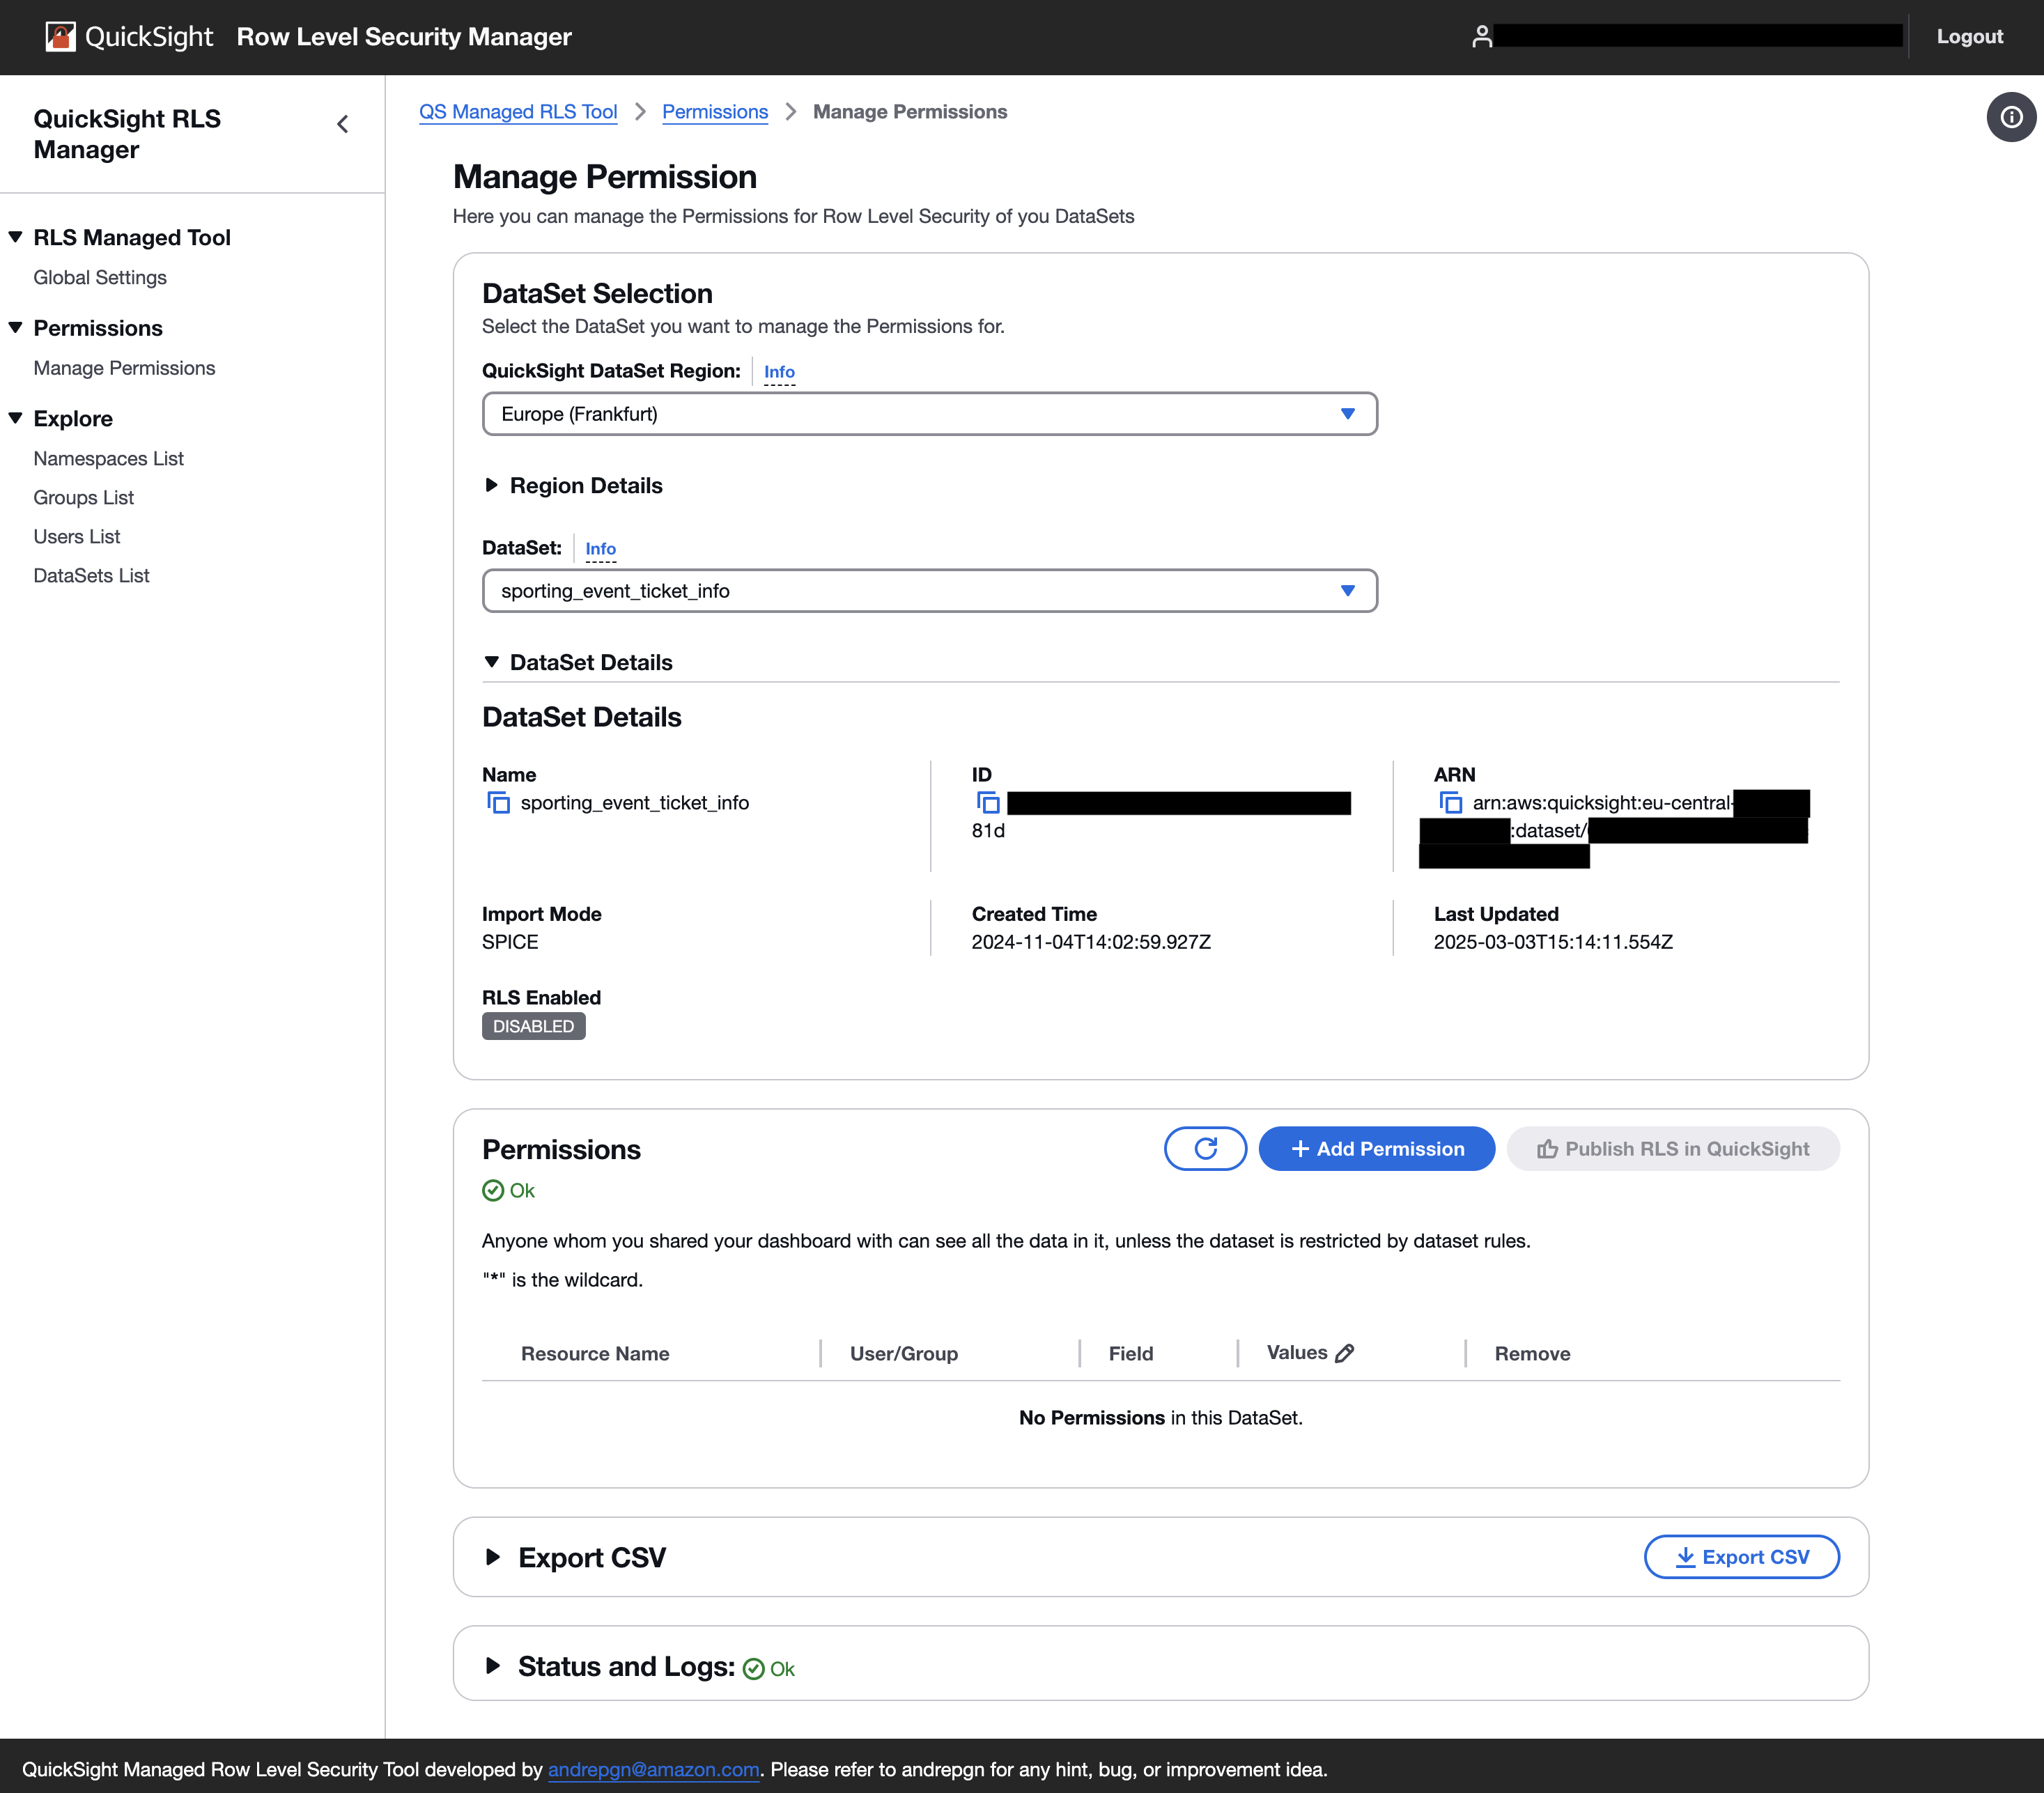 QuickSight Row Level Security Manager
Logout
QuickSight RLS
Manager
RLS Managed Tool
Global Settings
Permissions
Manage Permissions
Explore
Namespaces List
Groups List
Users List
DataSets List
QS Managed RLS Tool > Permissions > Manage Permissions
Manage Permission
Here you can manage the Permissions for Row Level Security of you DataSets
DataSet Selection
Select the DataSet you want to manage the Permissions for.
QuickSight DataSet Region: Info
Europe (Frankfurt)
Region Details
DataSet: Info
sporting_event_ticket_info
DataSet Details
DataSet Details
Name
sporting_event_ticket_info
ID
81d
ARN
arn:aws:quicksight:eu-central-
:dataset/
Import Mode
SPICE
Created Time
2024-11-04T14:02:59.927Z
Last Updated
2025-03-03T15:14:11.554Z
RLS Enabled
DISABLED
Permissions
Add Permission
Publish RLS in QuickSight
Ok
Anyone whom you shared your dashboard with can see all the data in it, unless the dataset is restricted by dataset rules.
"*" is the wildcard.
Resource Name User/Group Field Values Remove
No Permissions in this DataSet.
Export CSV
Export CSV
Status and Logs: Ok
QuickSight Managed Row Level Security Tool developed by andrepgn@amazon.com. Please refer to andrepgn for any hint, bug, or improvement idea.